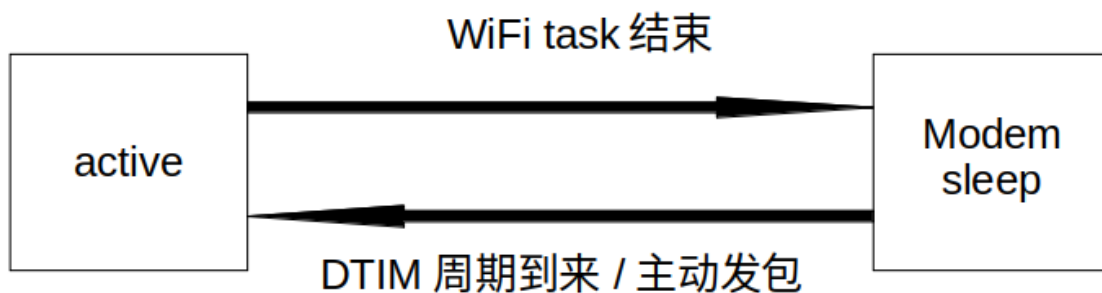 WiFi task 结束
active
Modem
sleep
DTIM 周期到来 / 主动发包